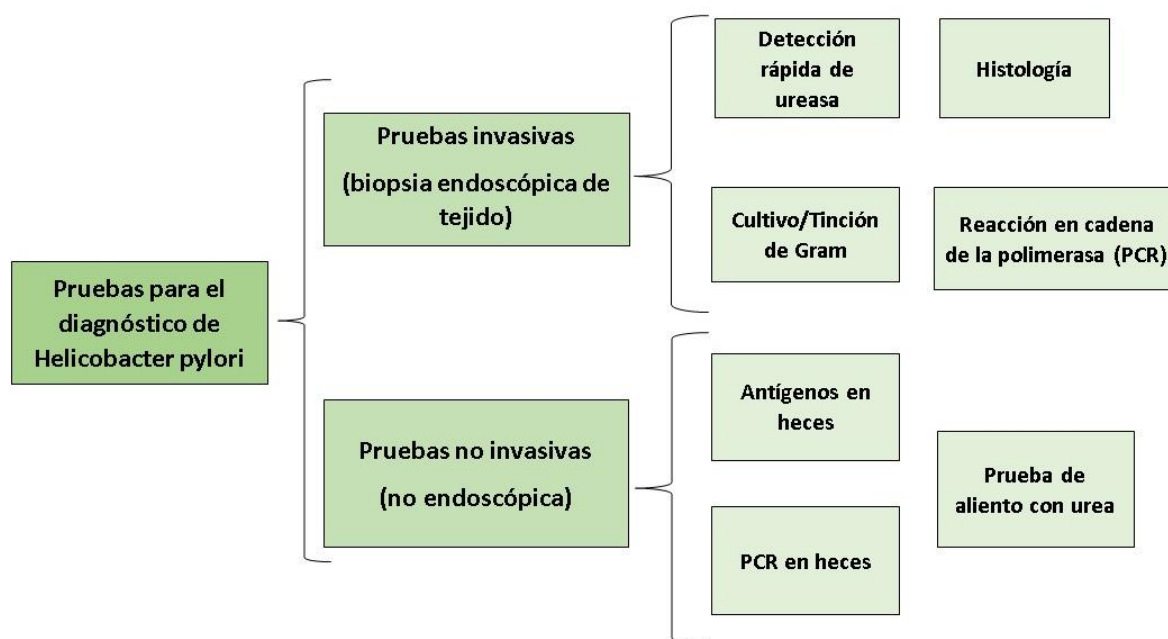 Pruebas para el
diagnóstico de
Helicobacter pylori
Pruebas invasivas
(biopsia endoscópica de
tejido)
Detección
rápida de
ureasa
Histología
Cultivo/Tinción
de Gram
Reacción en cadena
de la polimerasa (PCR)
Pruebas no invasivas
(no endoscópica)
Antígenos en
heces
Prueba de
aliento con urea
PCR en heces